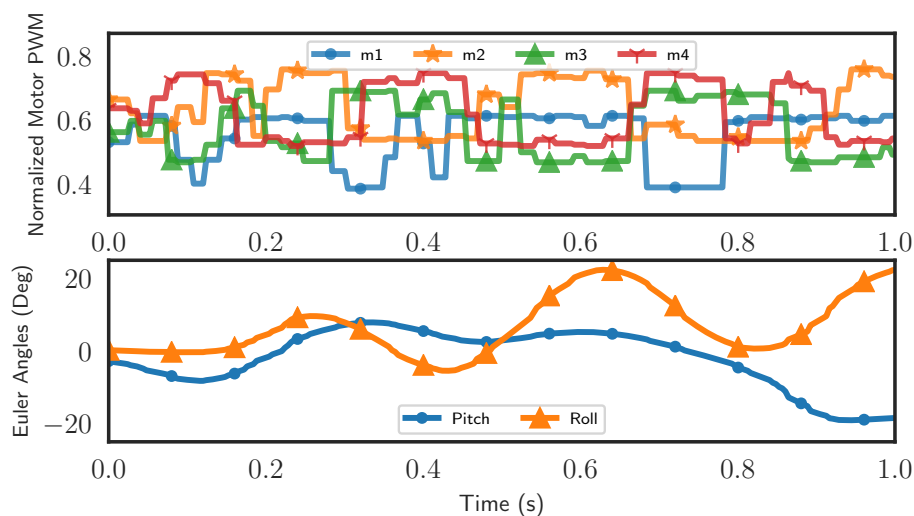 Normalized Motor PWM
0.8
0.6
0.4
m1 m2 m3 m4
0.0 0.2 0.4 0.6 0.8 1.0
Euler Angles (Deg)
20
0
−20
Pitch Roll
0.0 0.2 0.4 0.6 0.8 1.0
Time (s)